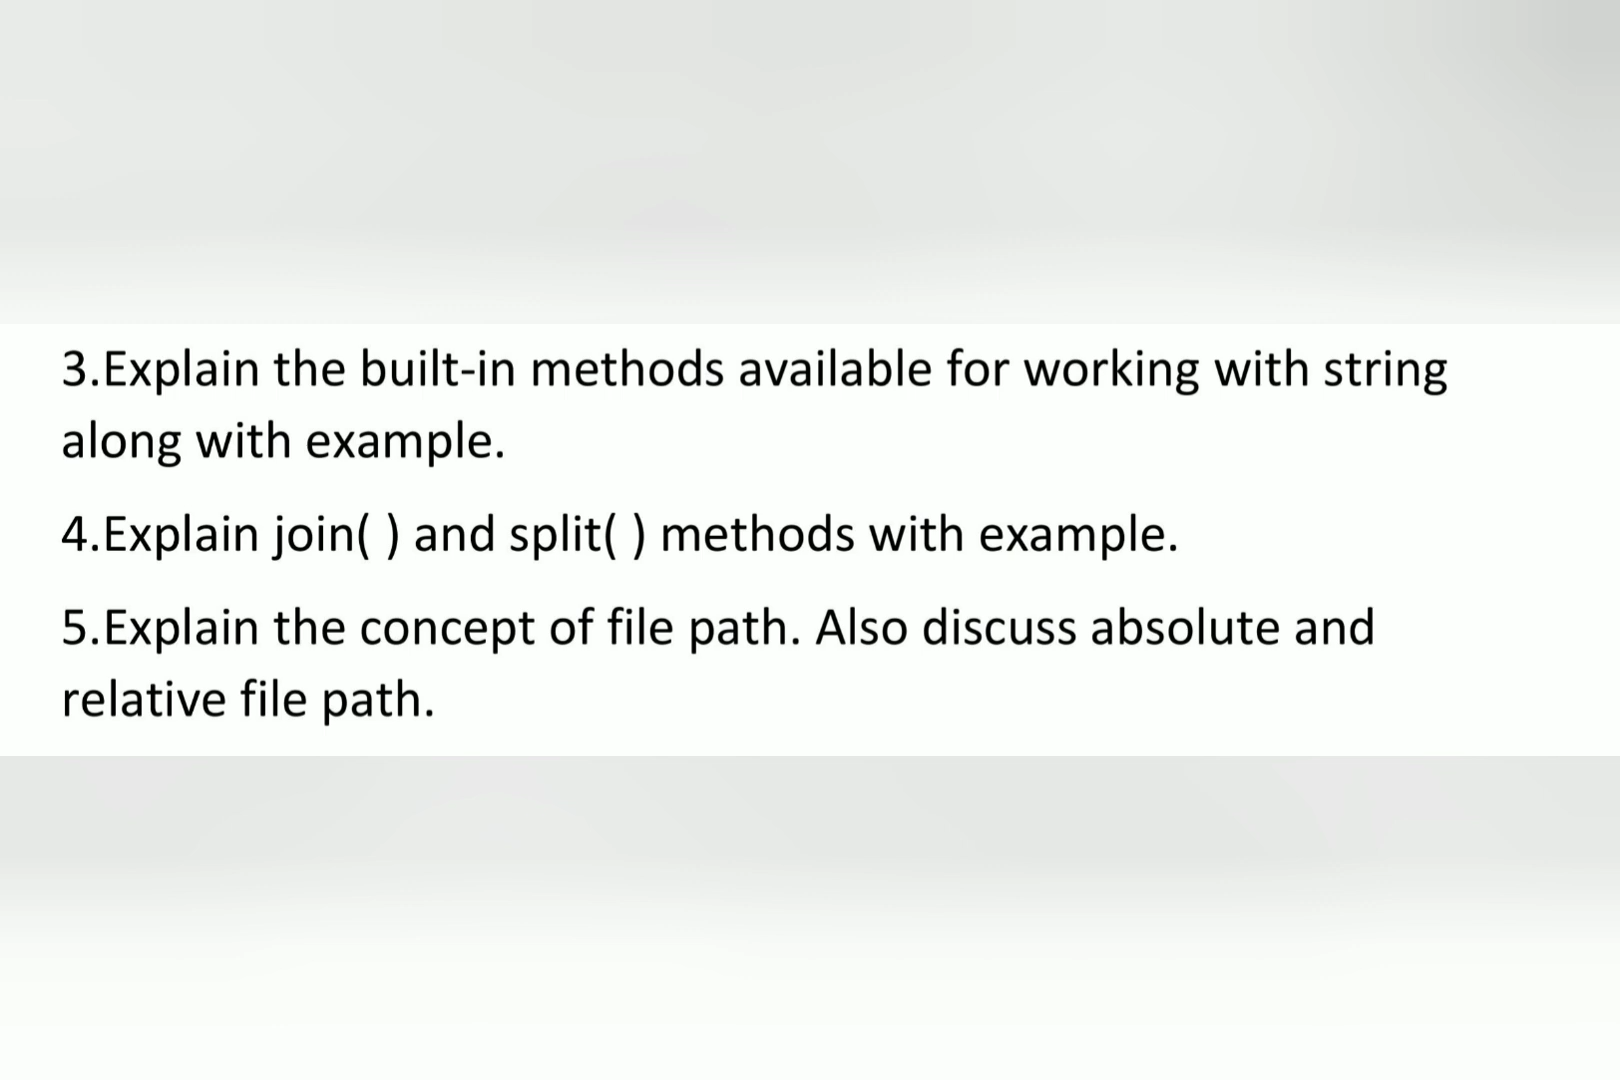 3.Explain the built-in methods available for working with string
along with example.
4.Explain join( ) and split( ) methods with example.
5.Explain the concept of file path. Also discuss absolute and
relative file path.